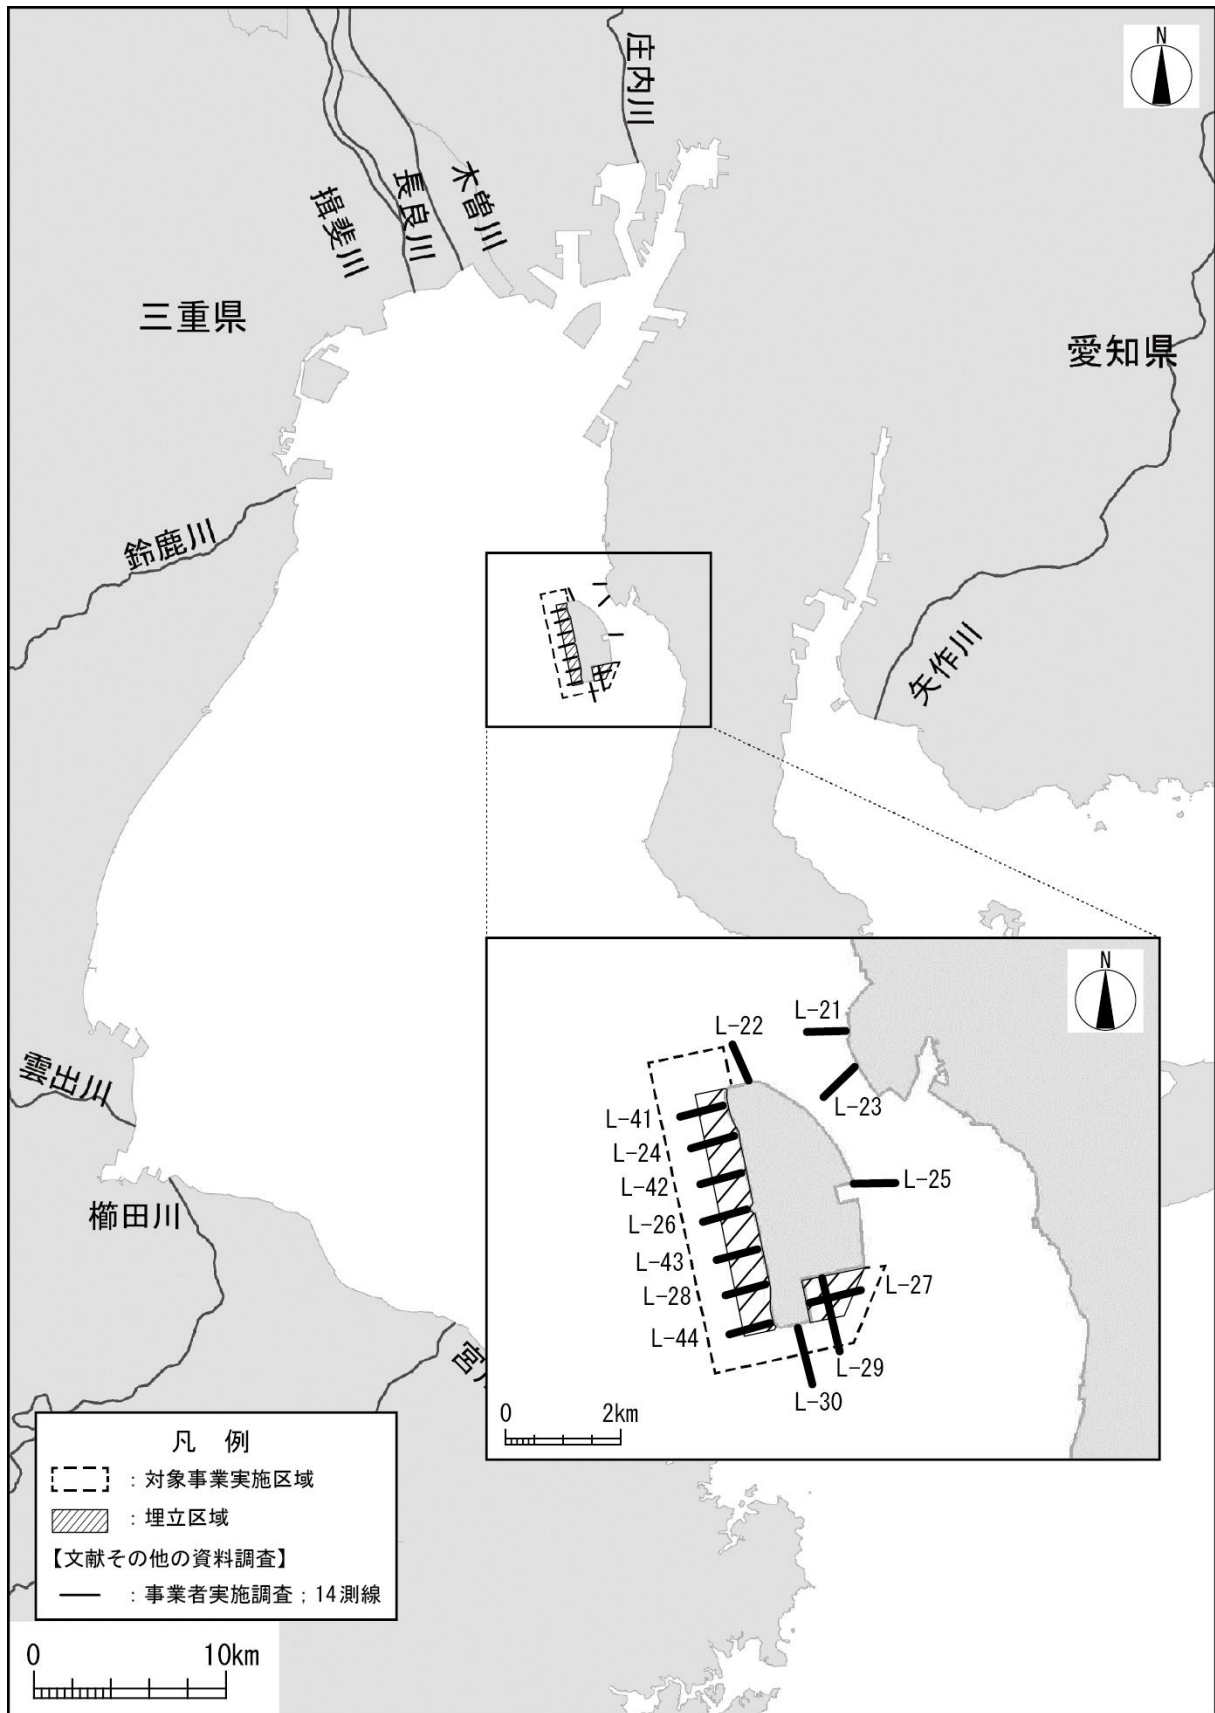 N
庄内川
木曽川
長良川
揖斐川
三重県
愛知県
鈴鹿川
矢作川
雲出川
櫛田川
宮
N
L-21
L-22
L-23
L-41
L-24
L-42
L-25
L-26
L-43
L-28
L-27
L-44
L-29
L-30
0 2km
凡 例
：対象事業実施区域
：埋立区域
【文献その他の資料調査】
：事業者実施調査；14測線
0 10km